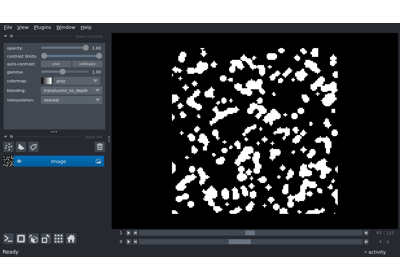 File View Plugins Window Help
opacity: 1.00
contrast limits:
auto-contrast: once continuous
gamma: 1.00
colormap: gray
blending: translucent_no_depth
interpolation: nearest
Image
1
0
Ready
activity